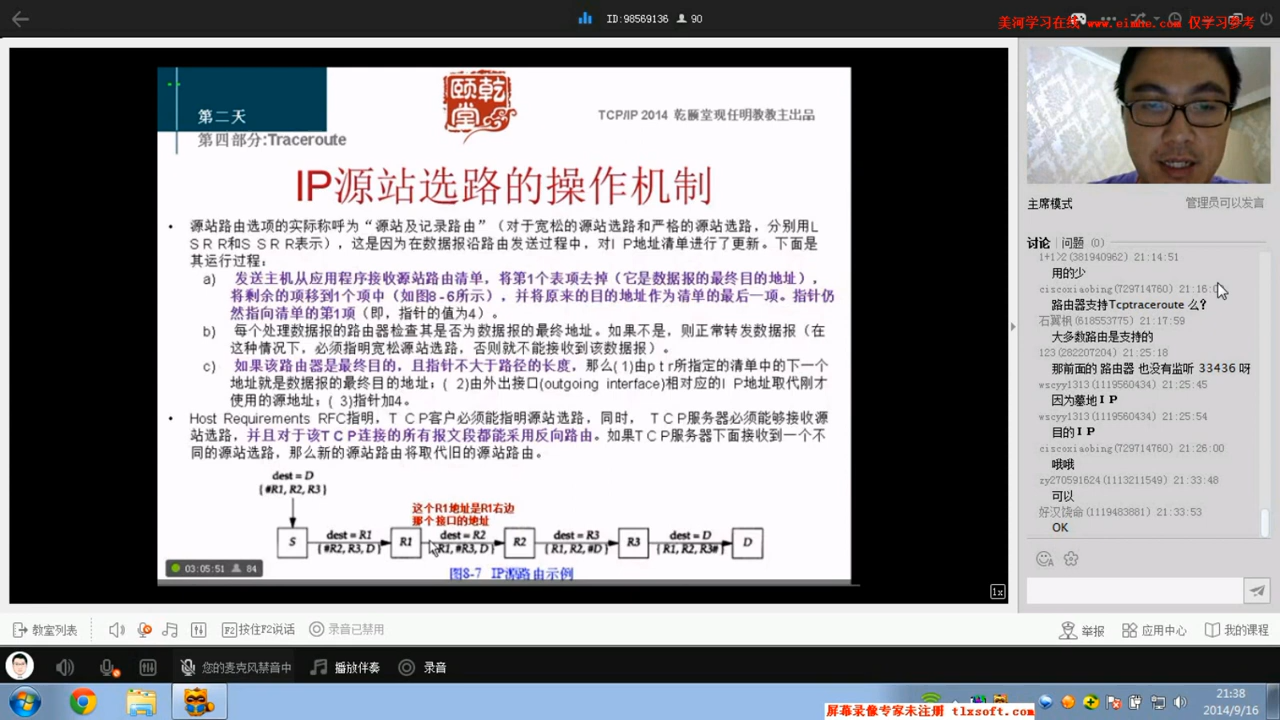 ID:98569136 90
美河学习在线 www.eimhe.com 仅学习参考
第二天
颐乾堂
TCP/IP 2014 乾颐堂现任明教教主出品
第四部分:Traceroute
IP源站选路的操作机制
• 源站路由选项的实际称呼为“源站及记录路由”（对于宽松的源站选路和严格的源站选路，分别用L
S R R和S S R R表示），这是因为在数据报沿路由发送过程中，对I P地址清单进行了更新。下面是
其运行过程：
a) 发送主机从应用程序接收源站路由清单，将第1个表项去掉（它是数据报的最终目的地址），
将剩余的项移到1个项中（如图8-6所示），并将原来的目的地址作为清单的最后一项。指针仍
然指向清单的第1项（即，指针的值为4）。
b) 每个处理数据报的路由器检查其是否为数据报的最终地址。如果不是，则正常转发数据报（在
这种情况下，必须指明宽松源站选路，否则就不能接收到该数据报）。
c) 如果该路由器是最终目的，且指针不大于路径的长度，那么( 1)由p t r所指定的清单中的下一个
地址就是数据报的最终目的地址；( 2)由外出接口(outgoing interface)相对应的I P地址取代刚才
使用的源地址；( 3)指针加4。
• Host Requirements RFC指明，T C P客户必须能指明源站选路，同时， T C P服务器必须能够接收源
站选路，并且对于该T C P连接的所有报文段都能采用反向路由。如果T C P服务器下面接收到一个不
同的源站选路，那么新的源站路由将取代旧的源站路由。
dest = D
{ #R1, R2, R3 }
这个R1地址是R1右边
那个接口的地址
S dest = R1 {#R2, R3, D } R1 dest = R2 R1, #R3, D } R2 dest = R3 { R1, R2, #D } R3 dest = D { R1, R2, R3# } D
图8-7 IP源路由示例
03:05:51 84
1x
主席模式 管理员可以发言
讨论 问题 (0)
(381940962) 21:14:51
用的少
ciscoxiaobing(729714760) 21:16:0
路由器支持Tcptraceroute 么?
石翼帆(618553775) 21:17:59
大多数路由是支持的
123(282207204) 21:25:18
那前面的 路由器 也没有监听 33436 呀
wscyy1313(1119560434) 21:25:45
因为墓地I P
wscyy1313(1119560434) 21:25:54
目的I P
ciscoxiaobing(729714760) 21:26:00
哦哦
zy270591624(1113211549) 21:33:48
可以
好汉饶命(1119483881) 21:33:53
OK
教室列表 F2 按住F2说话 录音已禁用 举报 应用中心 我的课程
您的麦克风禁音中 播放伴奏 录音
21:38
2014/9/16
屏幕录像专家未注册 tlxsoft.com